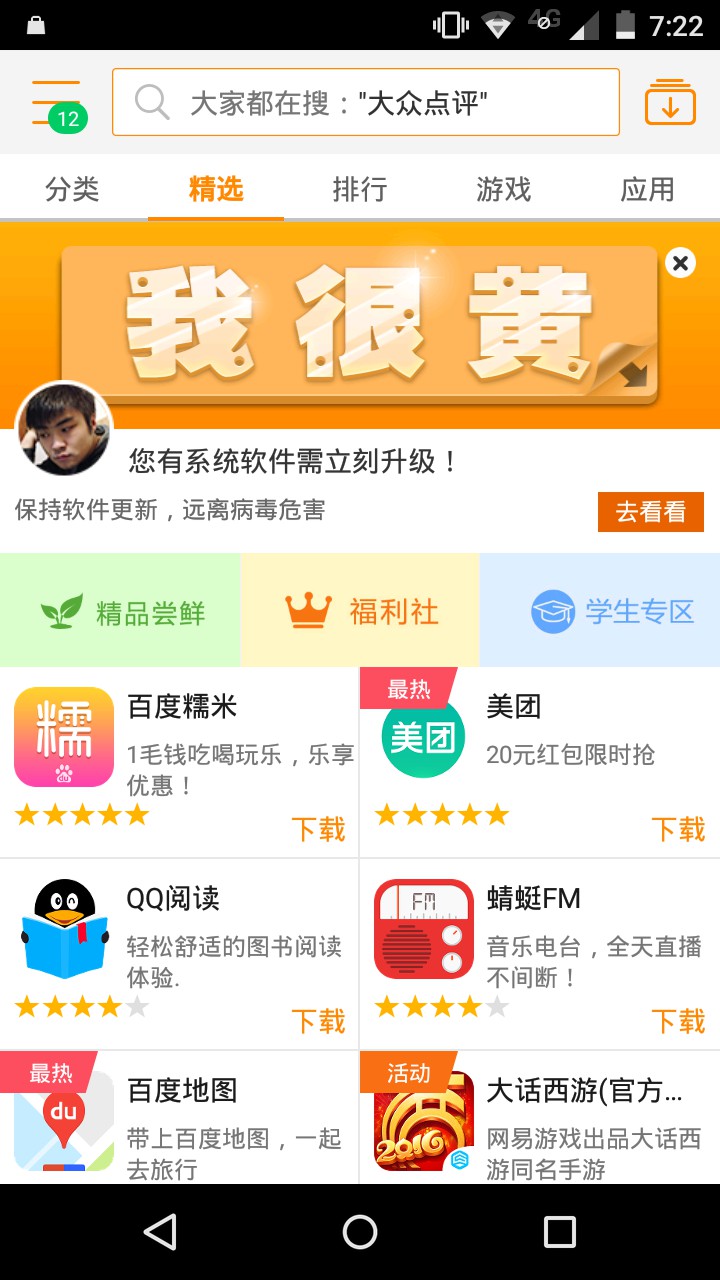 4G 7:22
12
大家都在搜："大众点评"
分类 精选 排行 游戏 应用
我很黄
您有系统软件需立刻升级！
保持软件更新，远离病毒危害
去看看
精品尝鲜 福利社 学生专区
糯
du
百度糯米
1毛钱吃喝玩乐，乐享
优惠！
下载
最热
美团
美团
20元红包限时抢
下载
QQ阅读
轻松舒适的图书阅读
体验.
下载
FM
蜻蜓FM
音乐电台，全天直播
不间断！
下载
最热
du
百度地图
带上百度地图，一起
去旅行
活动
2016
大话西游(官方...
网易游戏出品大话西
游同名手游